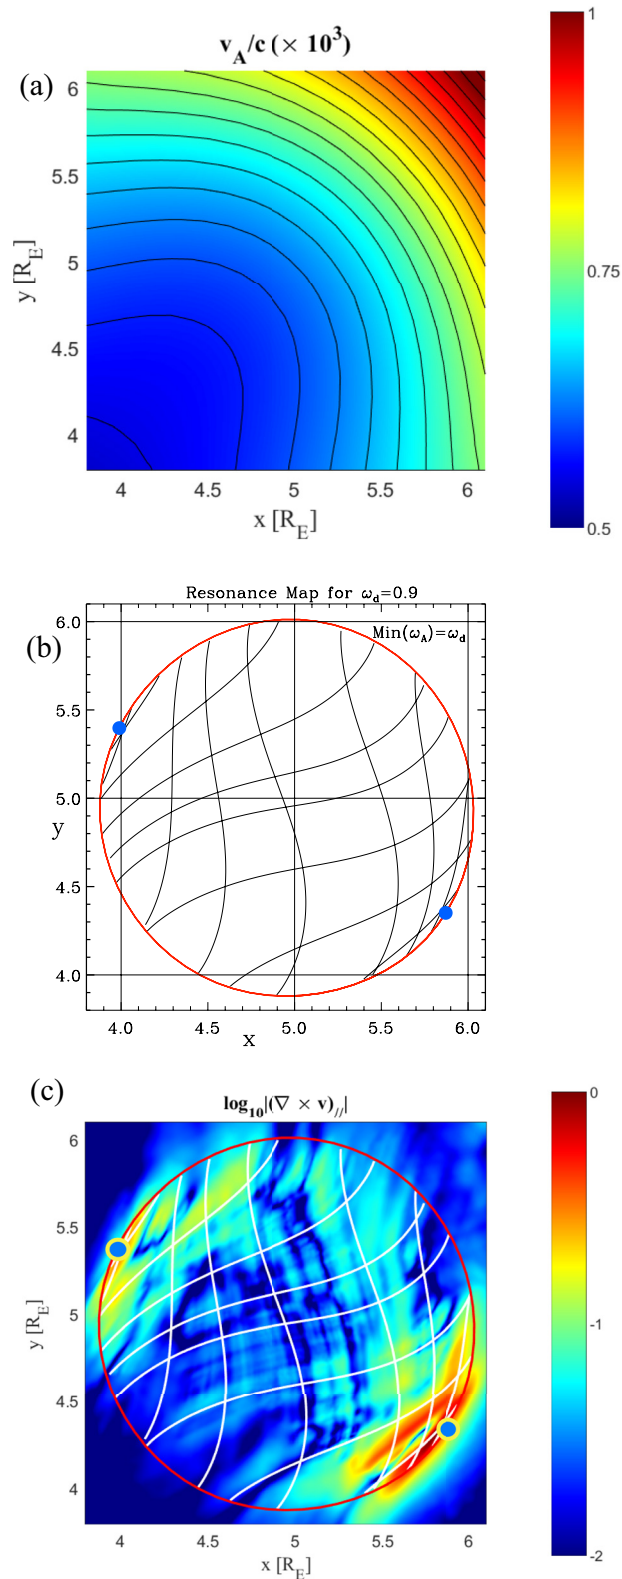 (a)
v_A/c (× 10^3)
1
0.75
0.5
6
5.5
5
4.5
4
y [R_E]
4 4.5 5 5.5 6
x [R_E]
(b)
Resonance Map for ω_d=0.9
Min(ω_A)=ω_d
6.0
5.5
5.0
y
4.5
4.0
4.0 4.5 5.0 5.5 6.0
x
(c)
log_10|(∇ × v)_//|
0
-1
-2
6
5.5
5
4.5
4
y [R_E]
4 4.5 5 5.5 6
x [R_E]